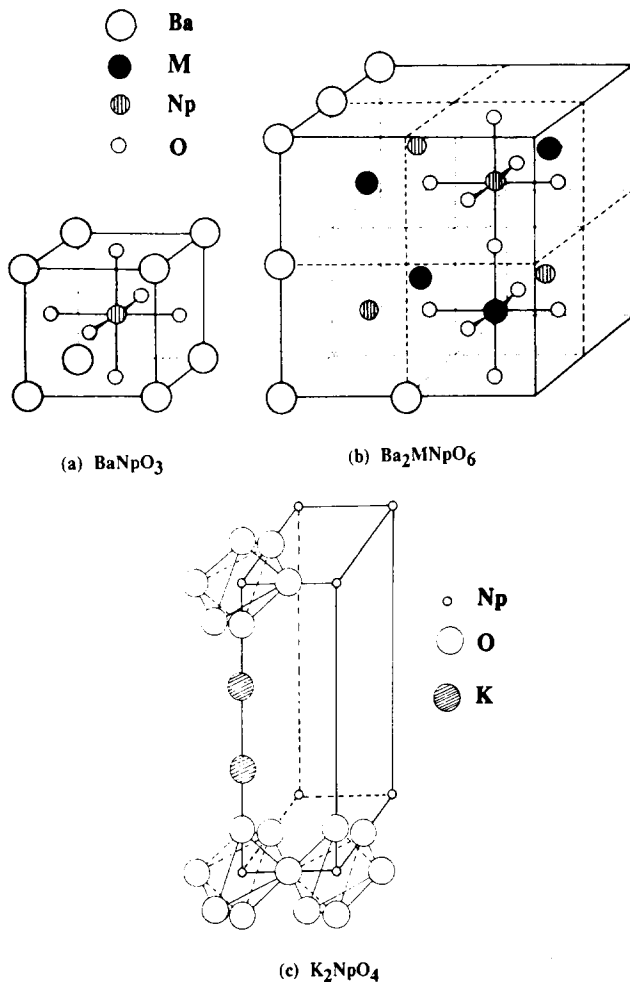 Ba
M
Np
O
(a) BaNpO₃
(b) Ba₂MNpO₆
Np
O
K
(c) K₂NpO₄